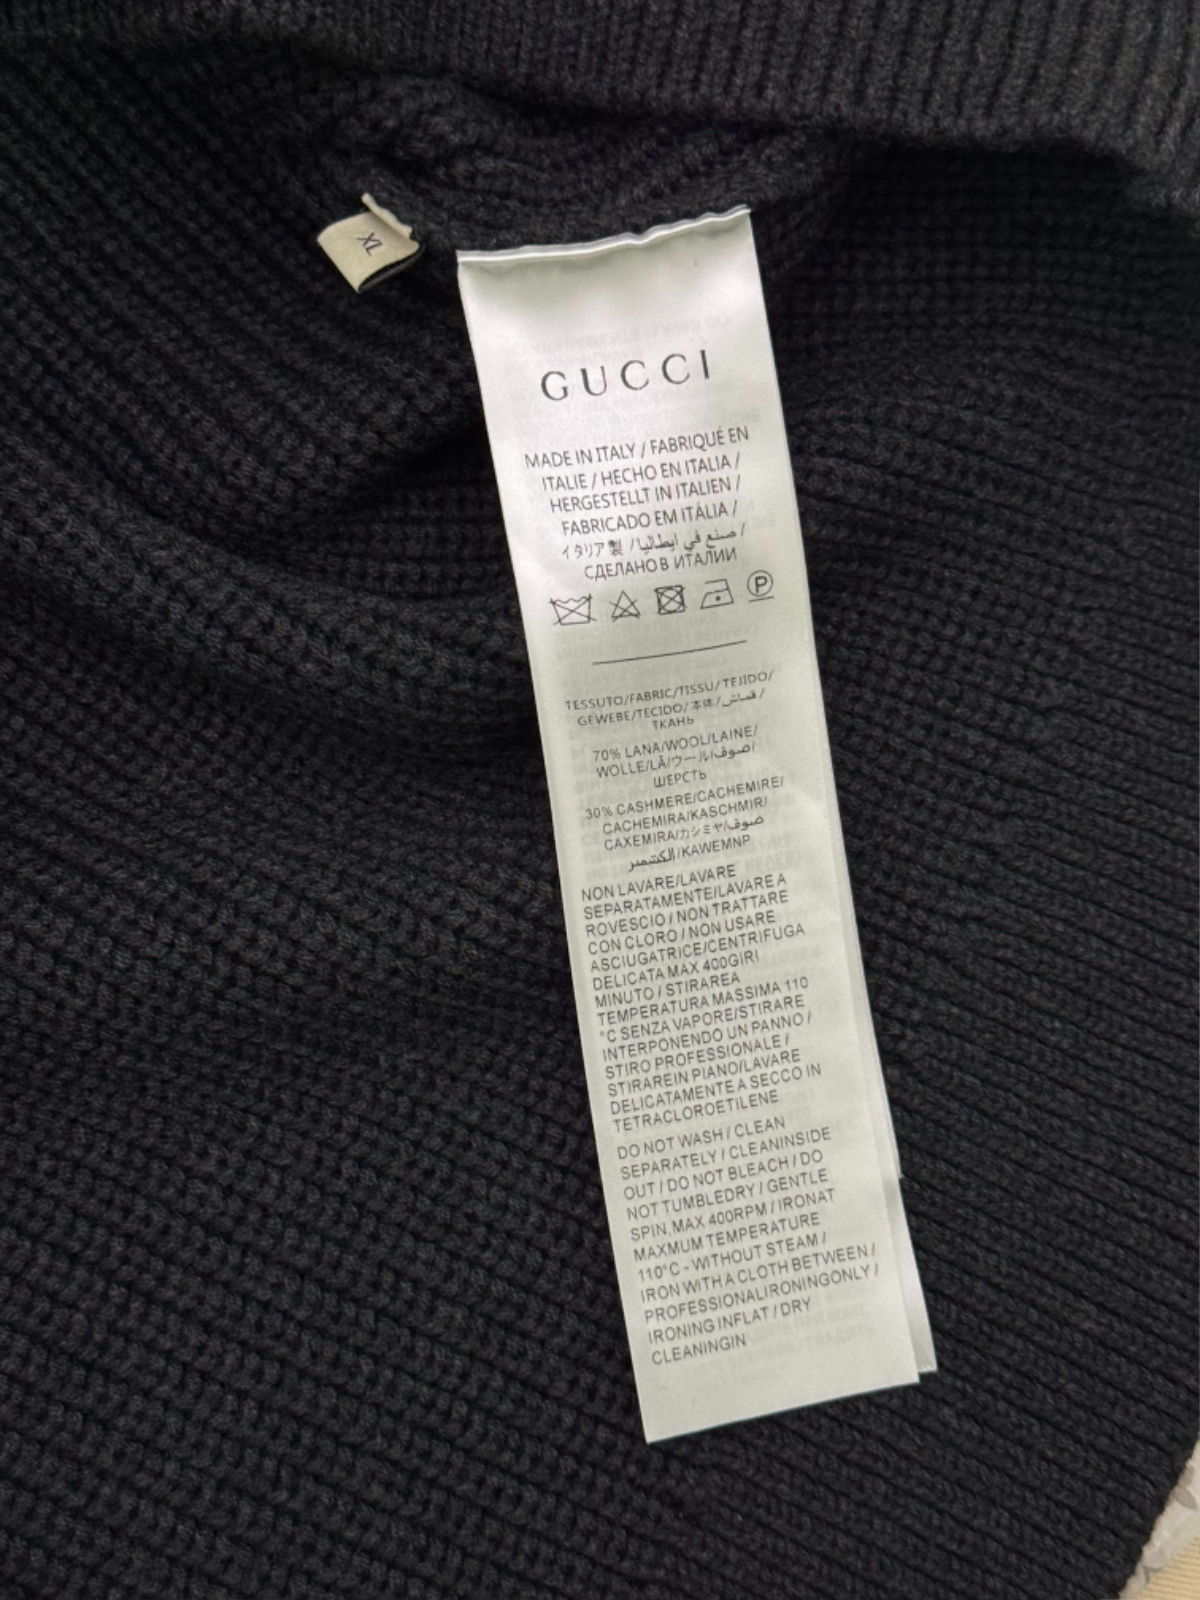 XL
GUCCI
MADE IN ITALY / FABRIQUÉ EN
ITALIE / HECHO EN ITALIA /
HERGESTELLT IN ITALIEN /
FABRICADO EM ITÁLIA /
イタリア製 / صنع في إيطاليا /
СДЕЛАНО В ИТАЛИИ
P
TESSUTO/FABRIC/TISSU/TEJIDO/
GEWEBE/TECIDO/本体/قماش/
ТКАНЬ
70% LANA/WOOL/LAINE/
WOLLE/LÃ/ウール/صوف/
ШЕРСТЬ
30% CASHMERE/CACHEMIRE/
CACHEMIRA/KASCHMIR/
CAXEMIRA/カシミヤ/صوف
الكشمير/KAWEMNP
NON LAVARE/LAVARE
SEPARATAMENTE/LAVARE A
ROVESCIO / NON TRATTARE
CON CLORO / NON USARE
ASCIUGATRICE/CENTRIFUGA
DELICATA MAX 400GIRI
MINUTO / STIRAREA
TEMPERATURA MASSIMA 110
°C SENZA VAPORE/STIRARE
INTERPONENDO UN PANNO /
STIRO PROFESSIONALE /
STIRAREIN PIANO/LAVARE
DELICATAMENTE A SECCO IN
TETRACLOROETILENE
DO NOT WASH / CLEAN
SEPARATELY / CLEANINSIDE
OUT / DO NOT BLEACH / DO
NOT TUMBLEDRY / GENTLE
SPIN, MAX 400RPM / IRONAT
MAXMUM TEMPERATURE
110°C - WITHOUT STEAM /
IRON WITH A CLOTH BETWEEN /
PROFESSIONALIRONINGONLY /
IRONING INFLAT / DRY
CLEANINGIN